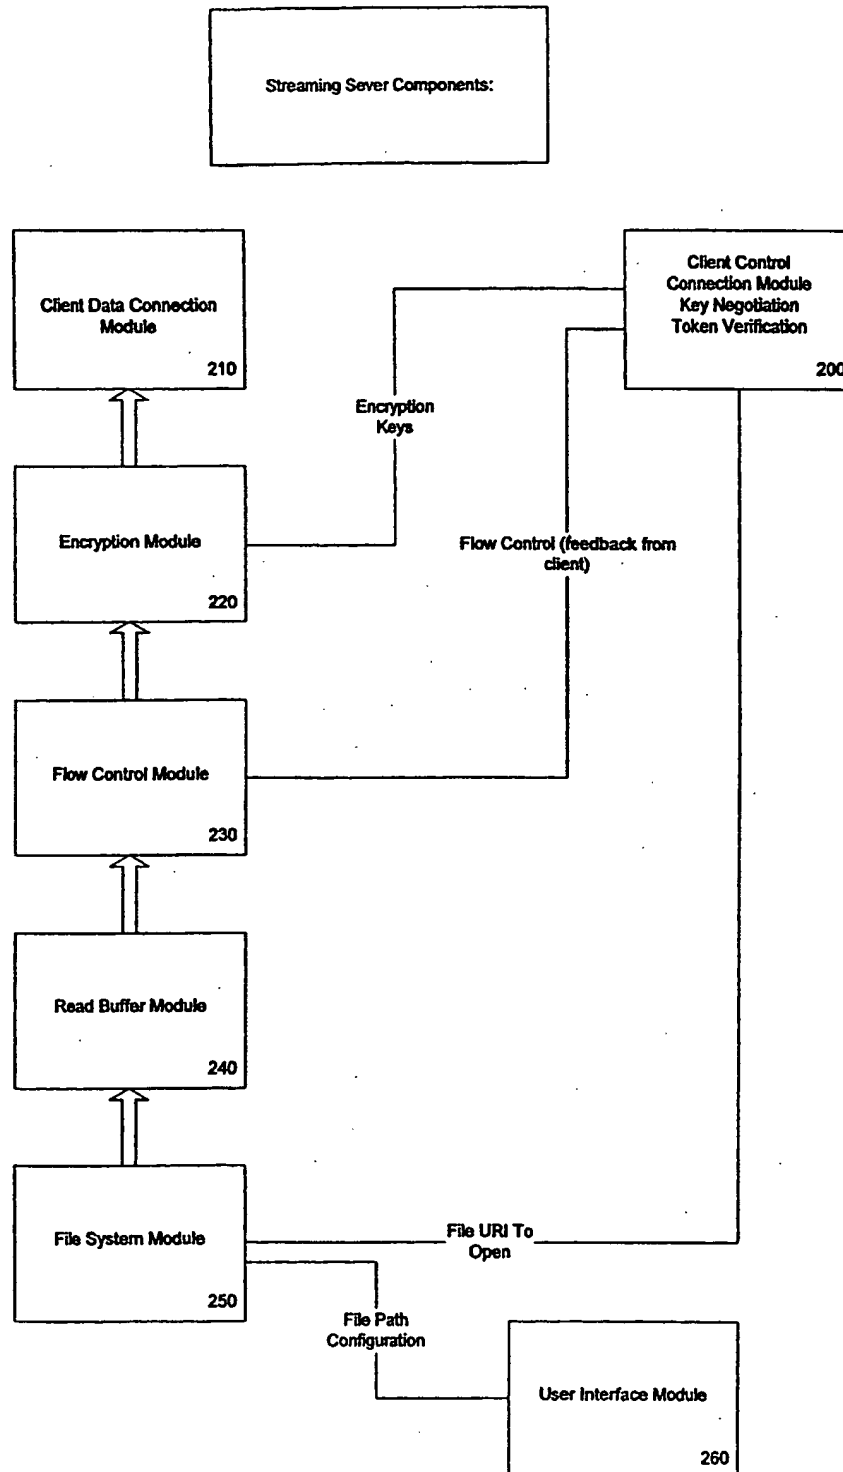 Streaming Sever Components:
Client Data Connection
Module
210
Client Control
Connection Module
Key Negotiation
Token Verification
200
Encryption
Keys
Encryption Module
220
Flow Control (feedback from
client)
Flow Control Module
230
Read Buffer Module
240
File System Module
250
File URI To
Open
File Path
Configuration
User Interface Module
260